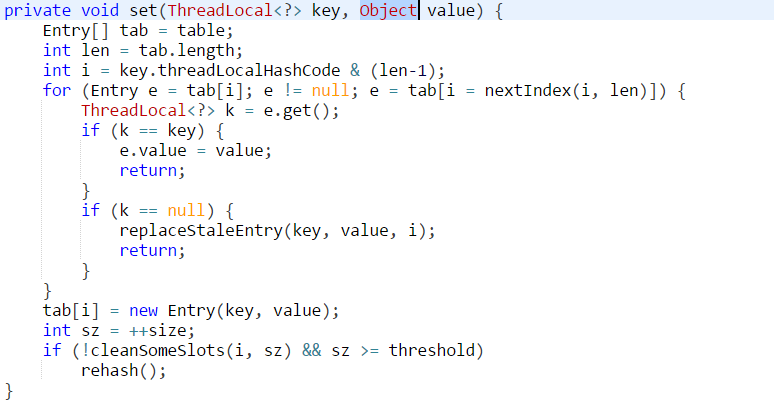 private void set(ThreadLocal<?> key, Object value) {
    Entry[] tab = table;
    int len = tab.length;
    int i = key.threadLocalHashCode & (len-1);
    for (Entry e = tab[i]; e != null; e = tab[i = nextIndex(i, len)]) {
        ThreadLocal<?> k = e.get();
        if (k == key) {
            e.value = value;
            return;
        }
        if (k == null) {
            replaceStaleEntry(key, value, i);
            return;
        }
    }
    tab[i] = new Entry(key, value);
    int sz = ++size;
    if (!cleanSomeSlots(i, sz) && sz >= threshold)
        rehash();
}